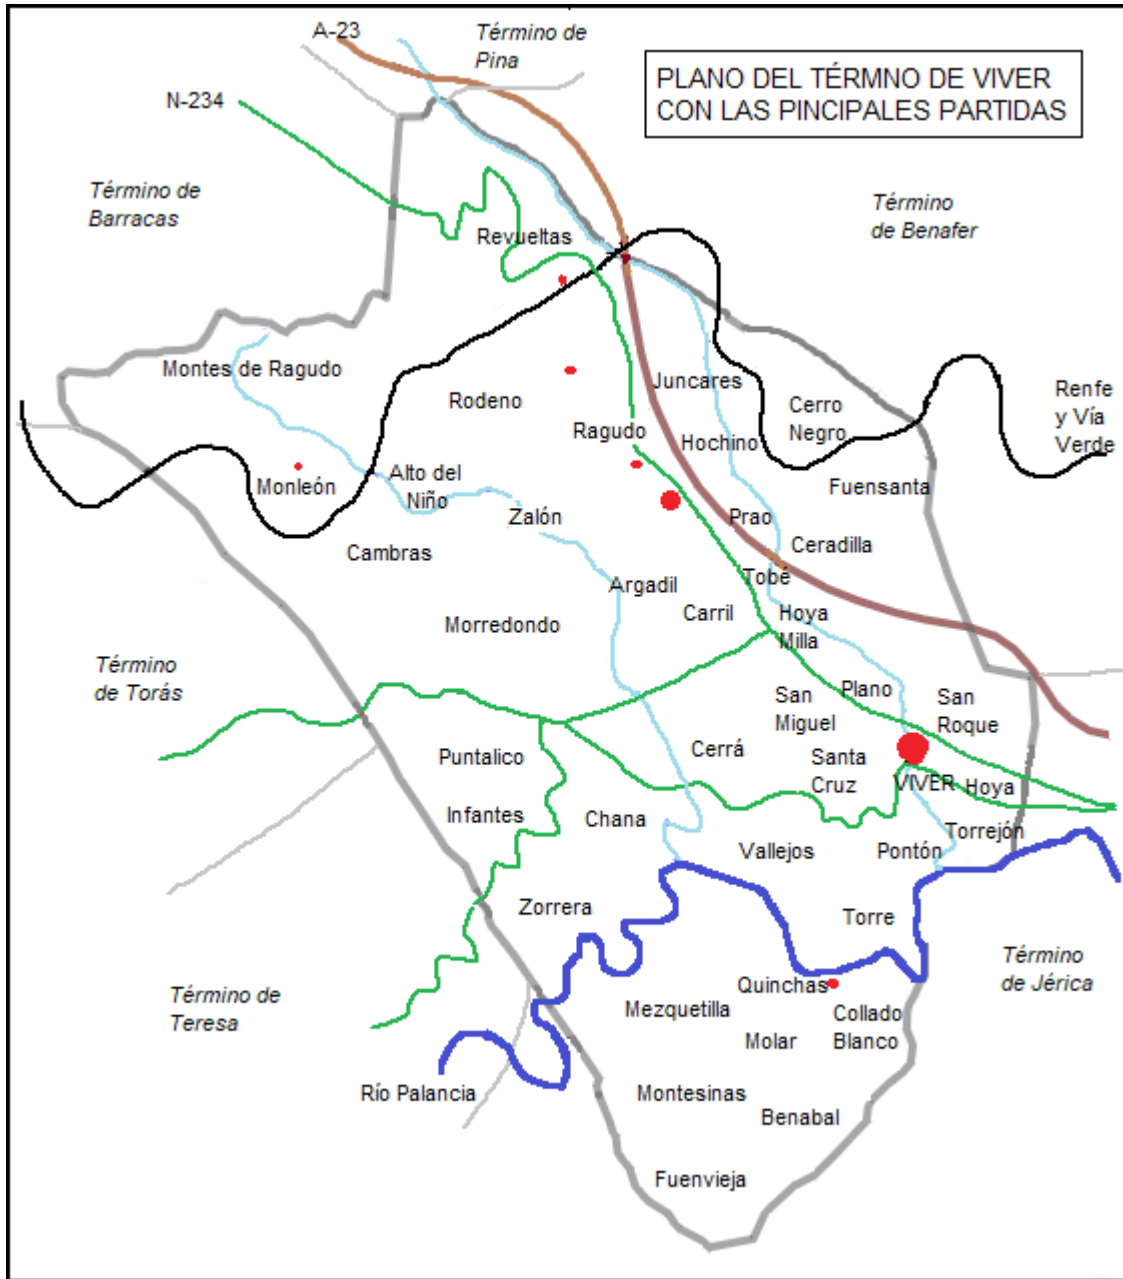 A-23
Término de
Pina
PLANO DEL TÉRMNO DE VIVER
CON LAS PINCIPALES PARTIDAS
N-234
Término de
Barracas
Término
de Benafer
Revueltas
Montes de Ragudo
Juncares
Rodeno
Cerro
Negro
Renfe
y Vía
Verde
Ragudo
Hochino
Monleón
Alto del
Niño
Fuensanta
Zalón
Prao
Cambras
Ceradilla
Tobé
Argadil
Carril
Hoya
Milla
Morredondo
Término
de Torás
San
Miguel
Plano
San
Roque
Puntalico
Cerrá
Santa
Cruz
VIVER
Hoya
Infantes
Chana
Torrejón
Vallejos
Pontón
Zorrera
Torre
Término
de Jérica
Término de
Teresa
Quinchas
Mezquetilla
Collado
Blanco
Molar
Río Palancia
Montesinas
Benabal
Fuenvieja